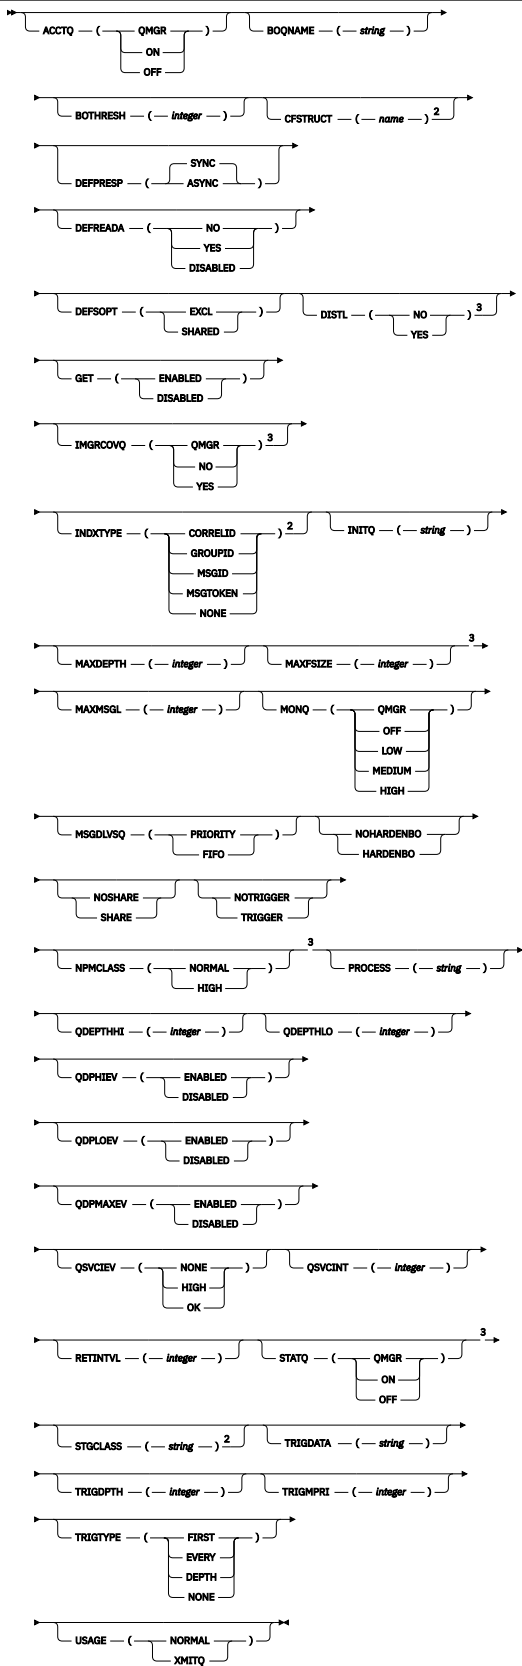 ACCTQ ( QMGR ) BOQNAME ( string )
ON
OFF
BOTHRESH ( integer ) CFSTRUCT ( name ) 2
SYNC
DEFPRESP ( ASYNC )
DEFREADA ( NO )
YES
DISABLED
DEFSOPT ( EXCL ) DISTL ( NO ) 3
SHARED YES
GET ( ENABLED )
DISABLED
IMGRCOVQ ( QMGR ) 3
NO
YES
INDXTYPE ( CORRELID ) 2 INITQ ( string )
GROUPID
MSGID
MSGTOKEN
NONE
MAXDEPTH ( integer ) MAXFSIZE ( integer ) 3
MAXMSGL ( integer ) MONQ ( QMGR )
OFF
LOW
MEDIUM
HIGH
MSGDLVSQ ( PRIORITY ) NOHARDENBO
FIFO HARDENBO
NOSHARE NOTRIGGER
SHARE TRIGGER
NPMCLASS ( NORMAL ) 3 PROCESS ( string )
HIGH
QDEPTHHI ( integer ) QDEPTHLO ( integer )
QDPHIEV ( ENABLED )
DISABLED
QDPLOEV ( ENABLED )
DISABLED
QDPMAXEV ( ENABLED )
DISABLED
QSVCIEV ( NONE ) QSVCINT ( integer )
HIGH
OK
RETINTVL ( integer ) STATQ ( QMGR ) 3
ON
OFF
STGCLASS ( string ) 2 TRIGDATA ( string )
TRIGDPTH ( integer ) TRIGMPRI ( integer )
TRIGTYPE ( FIRST )
EVERY
DEPTH
NONE
USAGE ( NORMAL )
XMITQ